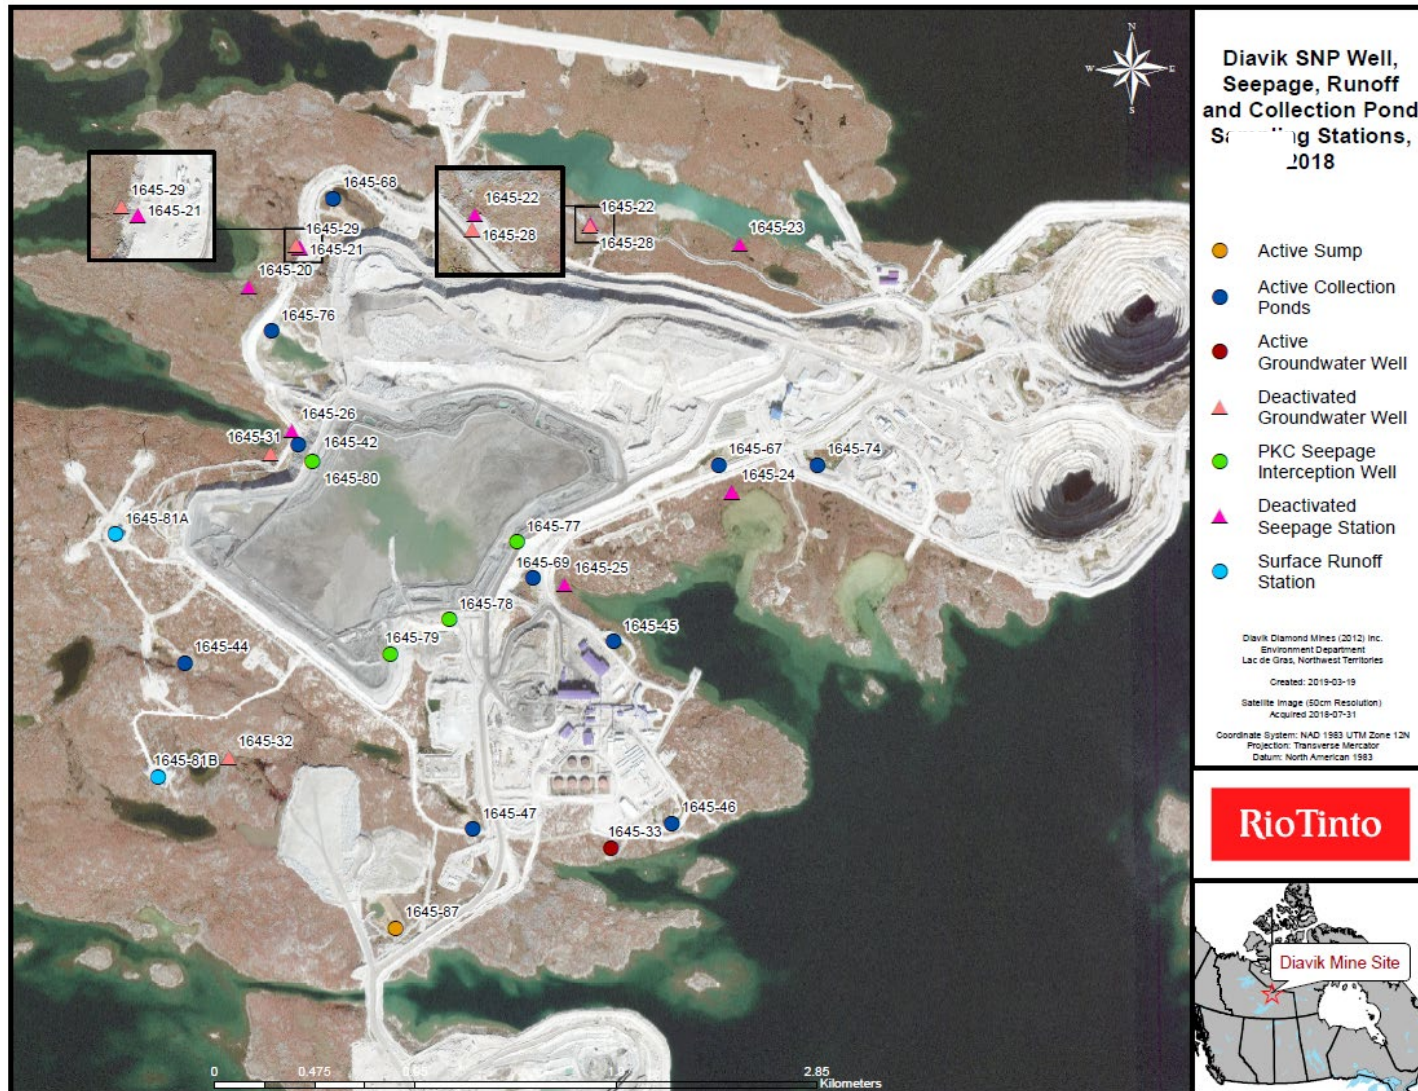 Diavik SNP Well,
Seepage, Runoff
and Collection Pond
Stations,
2018
N
W
E
S
1645-29
1645-21
1645-68
1645-22
1645-28
1645-22
1645-28
1645-23
1645-29
1645-21
1645-20
1645-76
1645-26
1645-31
1645-42
1645-80
1645-67
1645-74
1645-24
1645-81A
1645-77
1645-69
1645-25
1645-78
1645-45
1645-79
1645-44
1645-32
1645-81B
1645-47
1645-46
1645-33
1645-87
0
0.475
0.95
1.9
2.85
Kilometers
Active Sump
Active Collection
Ponds
Active
Groundwater Well
Deactivated
Groundwater Well
PKC Seepage
Interception Well
Deactivated
Seepage Station
Surface Runoff
Station
Diavik Diamond Mines (2012) Inc.
Environment Department
Lac de Gras, Northwest Territories
Created: 2019-03-19
Satellite Image (50cm Resolution)
Acquired 2018-07-31
Coordinate System: NAD 1983 UTM Zone 12N
Projection: Transverse Mercator
Datum: North American 1983
RioTinto
Diavik Mine Site